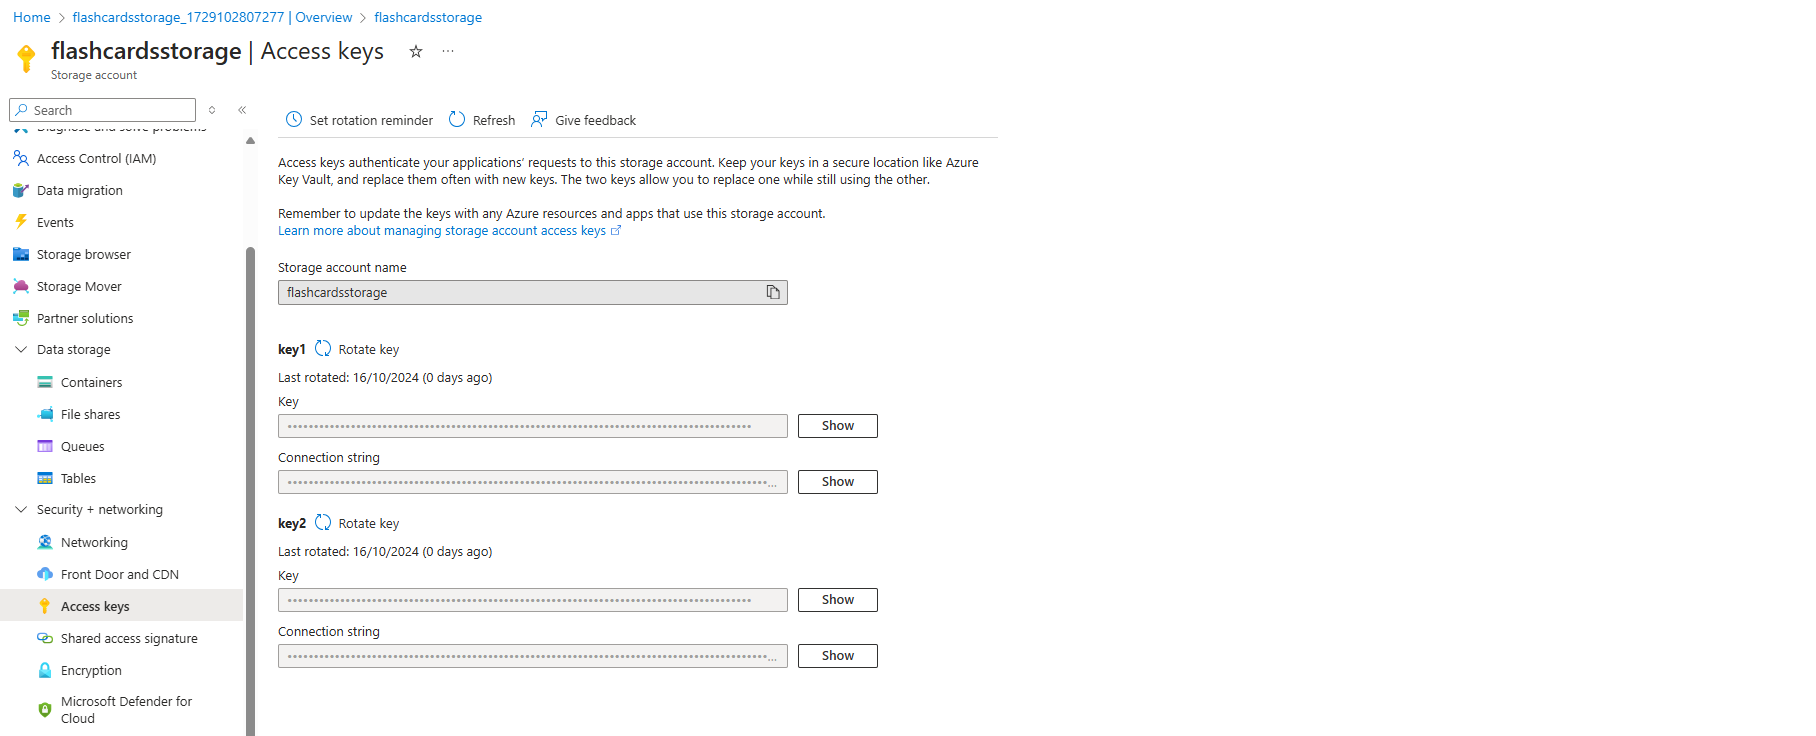 Home > flashcardsstorage_1729102807277 | Overview > flashcardsstorage
flashcardsstorage | Access keys
Storage account
Search
Diagnose and solve problems
Access Control (IAM)
Data migration
Events
Storage browser
Storage Mover
Partner solutions
Data storage
Containers
File shares
Queues
Tables
Security + networking
Networking
Front Door and CDN
Access keys
Shared access signature
Encryption
Microsoft Defender for
Cloud
Set rotation reminder Refresh Give feedback
Access keys authenticate your applications' requests to this storage account. Keep your keys in a secure location like Azure
Key Vault, and replace them often with new keys. The two keys allow you to replace one while still using the other.
Remember to update the keys with any Azure resources and apps that use this storage account.
Learn more about managing storage account access keys
Storage account name
flashcardsstorage
key1 Rotate key
Last rotated: 16/10/2024 (0 days ago)
Key
Show
Connection string
Show
key2 Rotate key
Last rotated: 16/10/2024 (0 days ago)
Key
Show
Connection string
Show